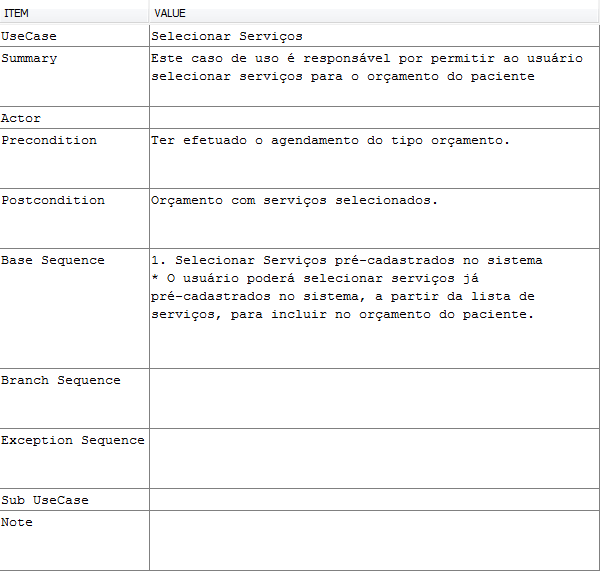 ITEM VALUE
UseCase Selecionar Serviços
Summary Este caso de uso é responsável por permitir ao usuário
selecionar serviços para o orçamento do paciente
Actor
Precondition Ter efetuado o agendamento do tipo orçamento.
Postcondition Orçamento com serviços selecionados.
Base Sequence 1. Selecionar Serviços pré-cadastrados no sistema
* O usuário poderá selecionar serviços já
pré-cadastrados no sistema, a partir da lista de
serviços, para incluir no orçamento do paciente.
Branch Sequence
Exception Sequence
Sub UseCase
Note